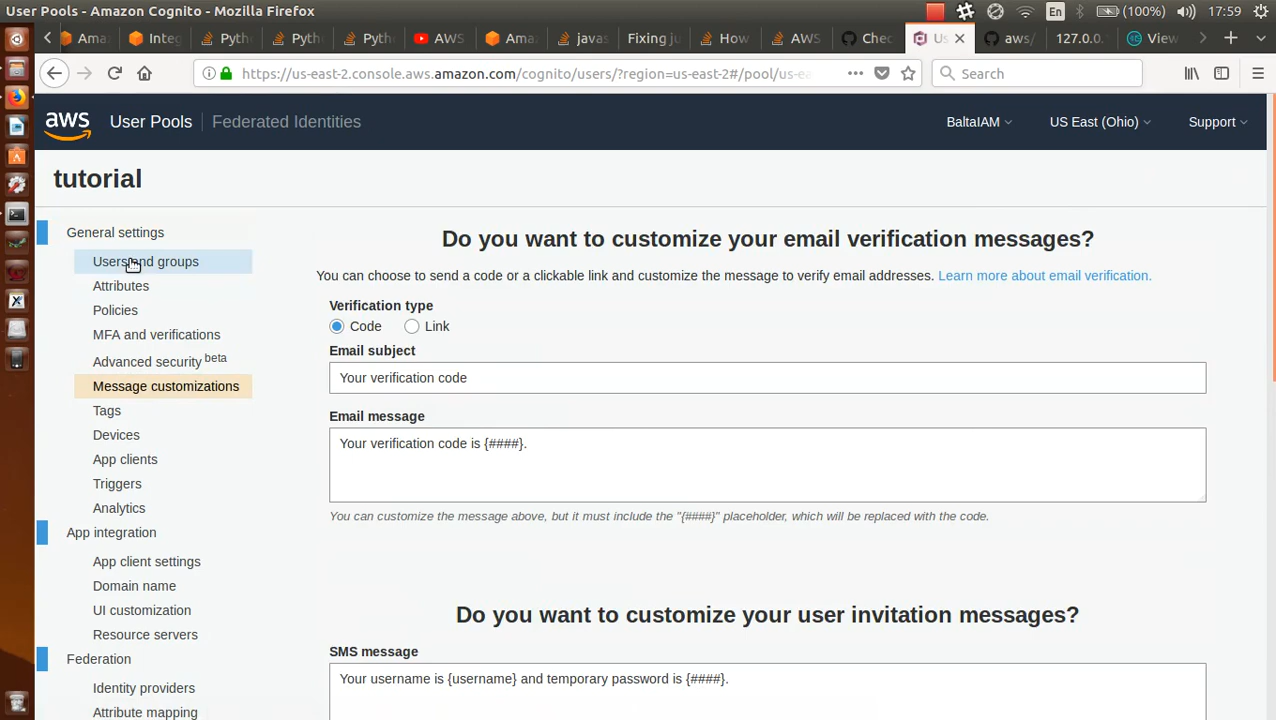 User Pools - Amazon Cognito - Mozilla Firefox
En
(100%)
17:59
Ama
Integ
Pyth
Pyth
Pyth
AWS
Ama
javas
Fixing ju
How
AWS
Chec
Us
aws/
127.0.0.
View
https://us-east-2.console.aws.amazon.com/cognito/users/?region=us-east-2#/pool/us-ea
Search
aws
User Pools
Federated Identities
BaltaIAM
US East (Ohio)
Support
tutorial
General settings
Users and groups
Attributes
Policies
MFA and verifications
Advanced security beta
Message customizations
Tags
Devices
App clients
Triggers
Analytics
App integration
App client settings
Domain name
UI customization
Resource servers
Federation
Identity providers
Attribute mapping
Do you want to customize your email verification messages?
You can choose to send a code or a clickable link and customize the message to verify email addresses. Learn more about email verification.
Verification type
Code
Link
Email subject
Your verification code
Email message
Your verification code is {####}.
You can customize the message above, but it must include the "{####}" placeholder, which will be replaced with the code.
Do you want to customize your user invitation messages?
SMS message
Your username is {username} and temporary password is {####}.